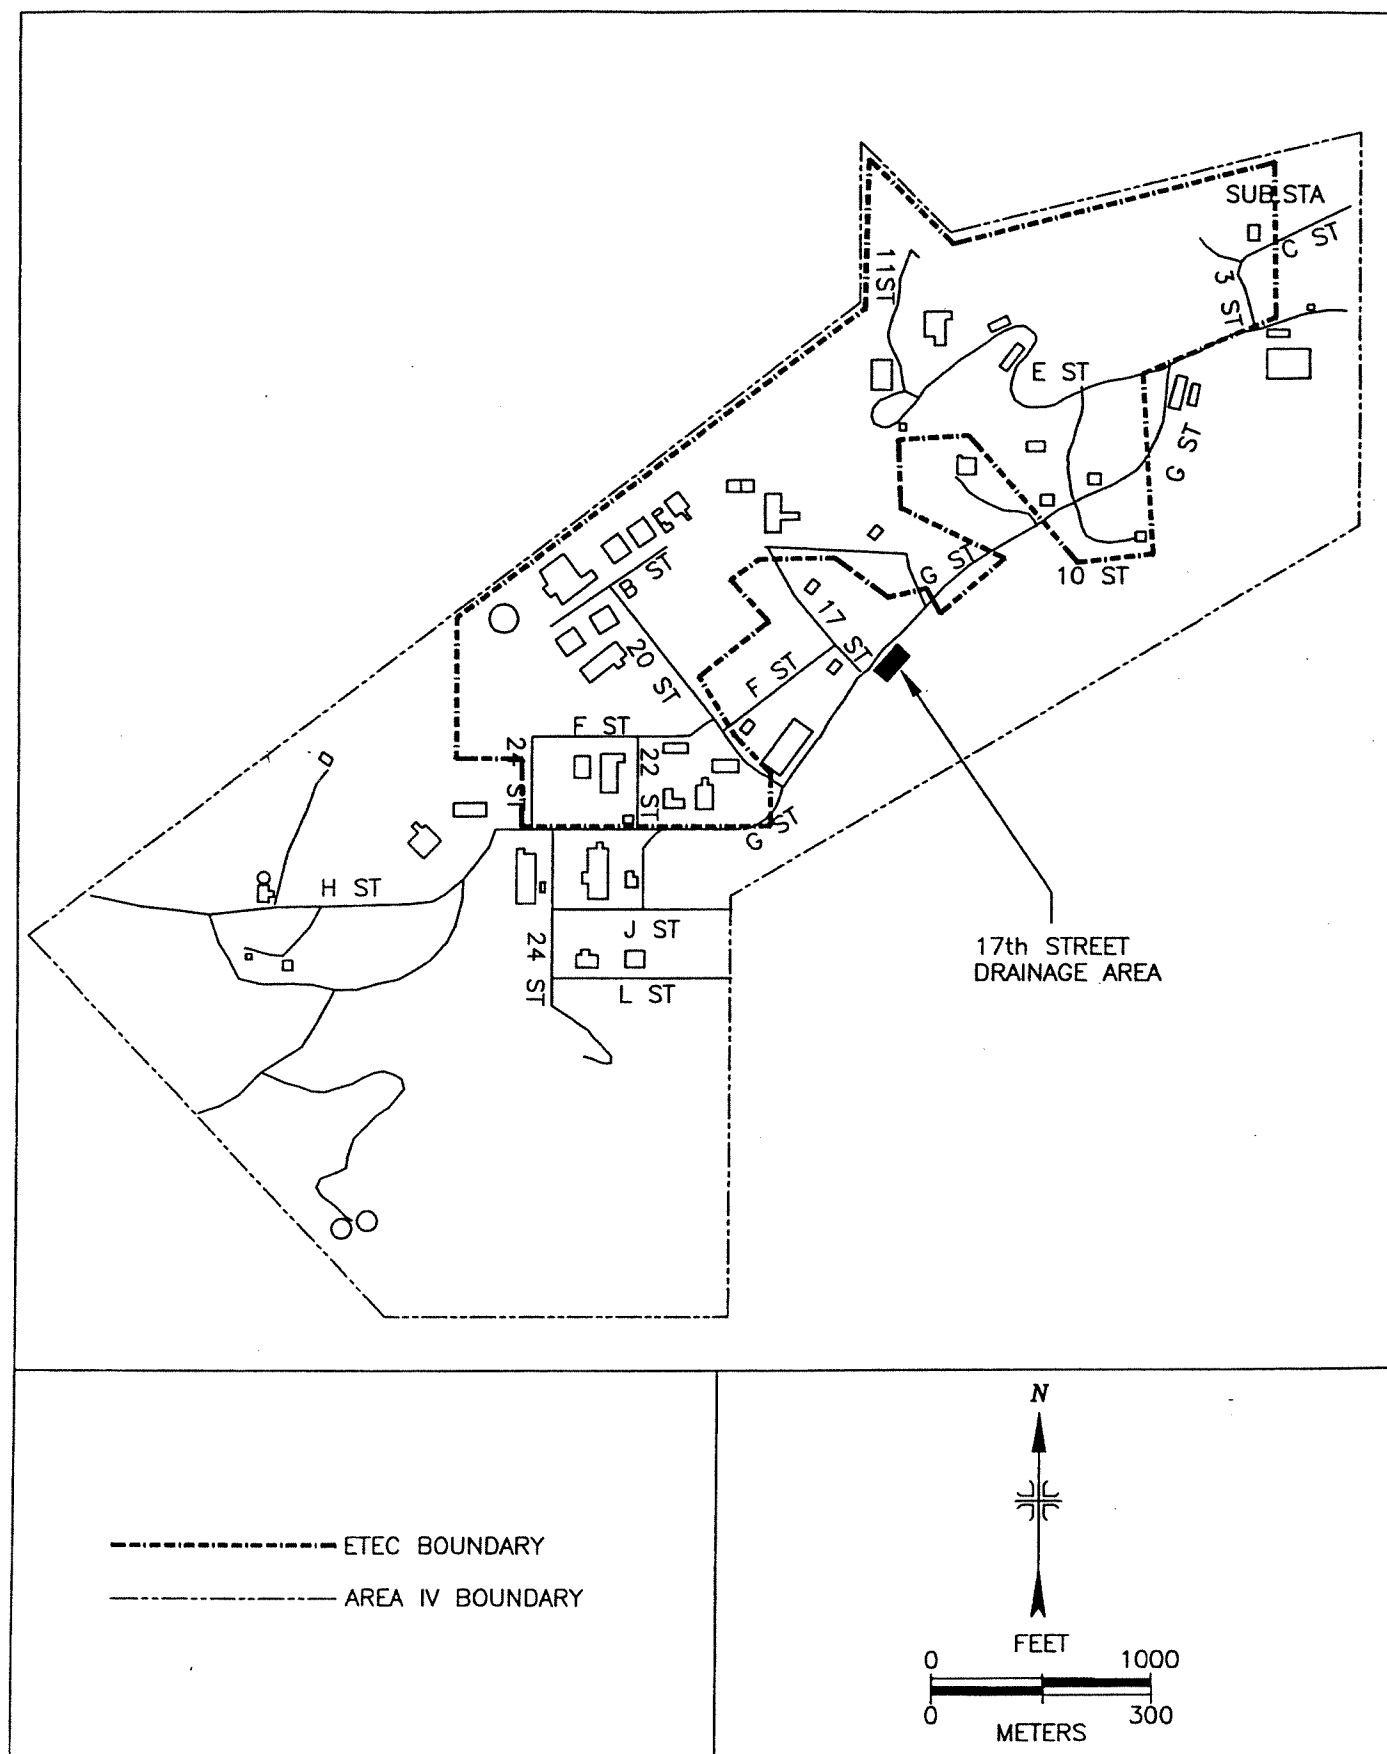 SUB STA
C ST
3 ST
11 ST
E ST
G ST
10 ST
G ST
B ST
17 ST
20 ST
F ST
F ST
24 ST
22 ST
G ST
H ST
J ST
24 ST
L ST
17th STREET
DRAINAGE AREA
ETEC BOUNDARY
AREA IV BOUNDARY
N
FEET
0 1000
0 300
METERS